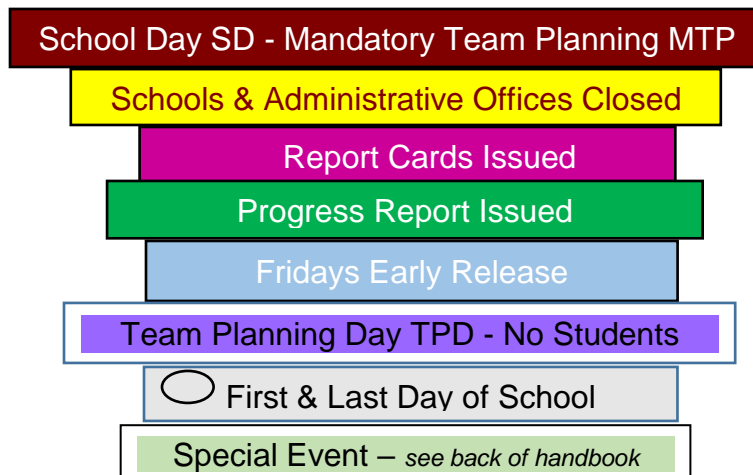 School Day SD - Mandatory Team Planning MTP
Schools & Administrative Offices Closed
Report Cards Issued
Progress Report Issued
Fridays Early Release
Team Planning Day TPD - No Students
First & Last Day of School
Special Event – see back of handbook